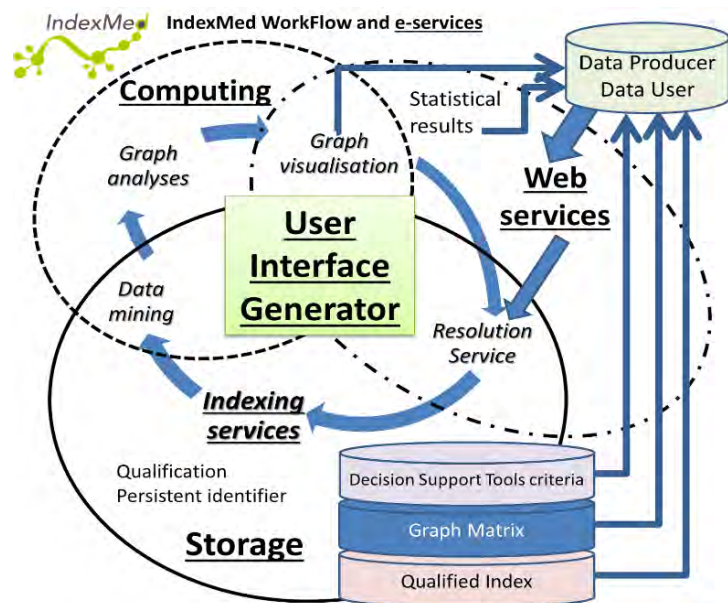 IndexMed
IndexMed WorkFlow and e-services
Data Producer
Data User
Computing
Statistical
results
Graph
analyses
Graph
visualisation
Web
services
User
Interface
Generator
Data
mining
Resolution
Service
Indexing
services
Qualification
Persistent identifier
Storage
Decision Support Tools criteria
Graph Matrix
Qualified Index